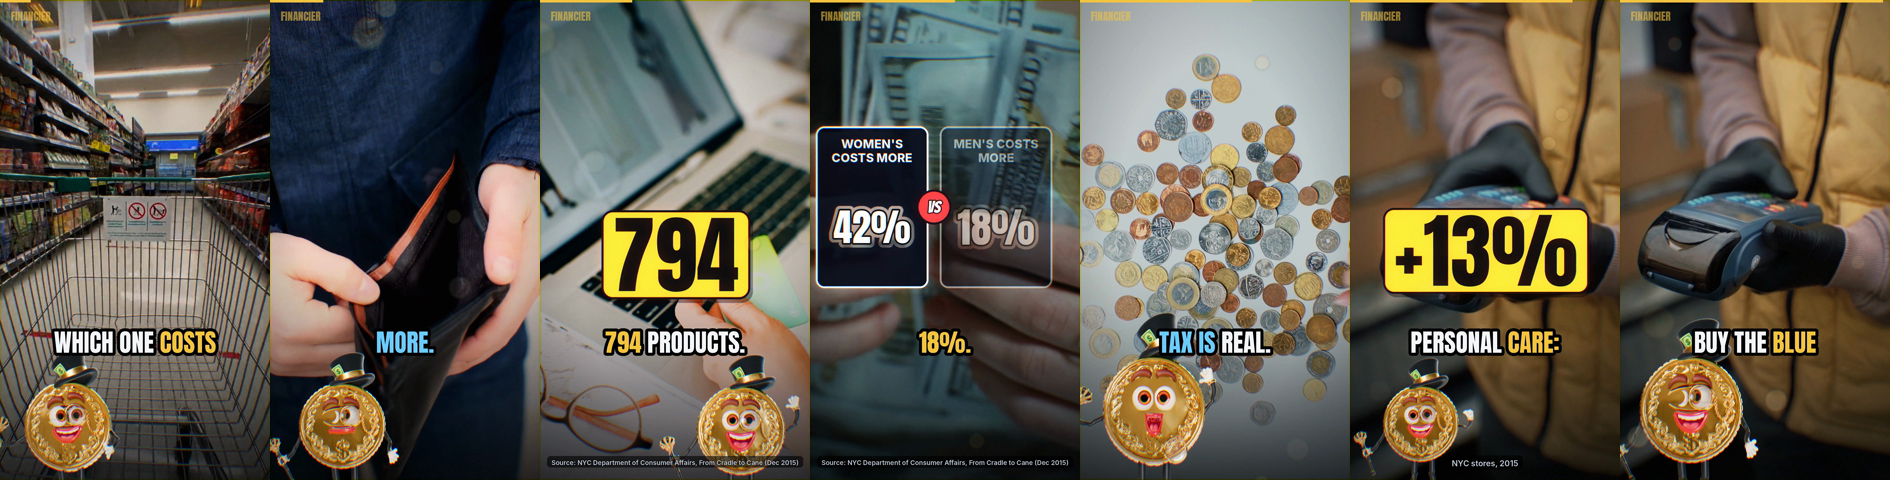 FINANCIER
WHICH ONE COSTS
FINANCIER
MORE.
FINANCIER
794
794 PRODUCTS.
Source: NYC Department of Consumer Affairs, From Cradle to Cane (Dec 2015)
FINANCIER
WOMEN'S
COSTS MORE
42%
VS
MEN'S COSTS
MORE
18%
18%.
Source: NYC Department of Consumer Affairs, From Cradle to Cane (Dec 2015)
FINANCIER
TAX IS REAL.
FINANCIER
+13%
PERSONAL CARE:
NYC stores, 2015
FINANCIER
BUY THE BLUE